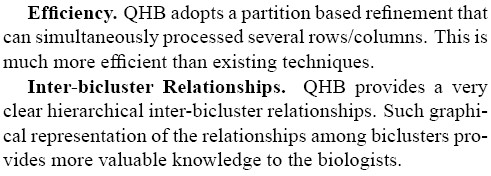 Efficiency. QHB adopts a partition based refinement that
can simultaneously processed several rows/columns. This is
much more efficient than existing techniques.
Inter-bicluster Relationships. QHB provides a very
clear hierarchical inter-bicluster relationships. Such graphi-
cal representation of the relationships among biclusters pro-
vides more valuable knowledge to the biologists.